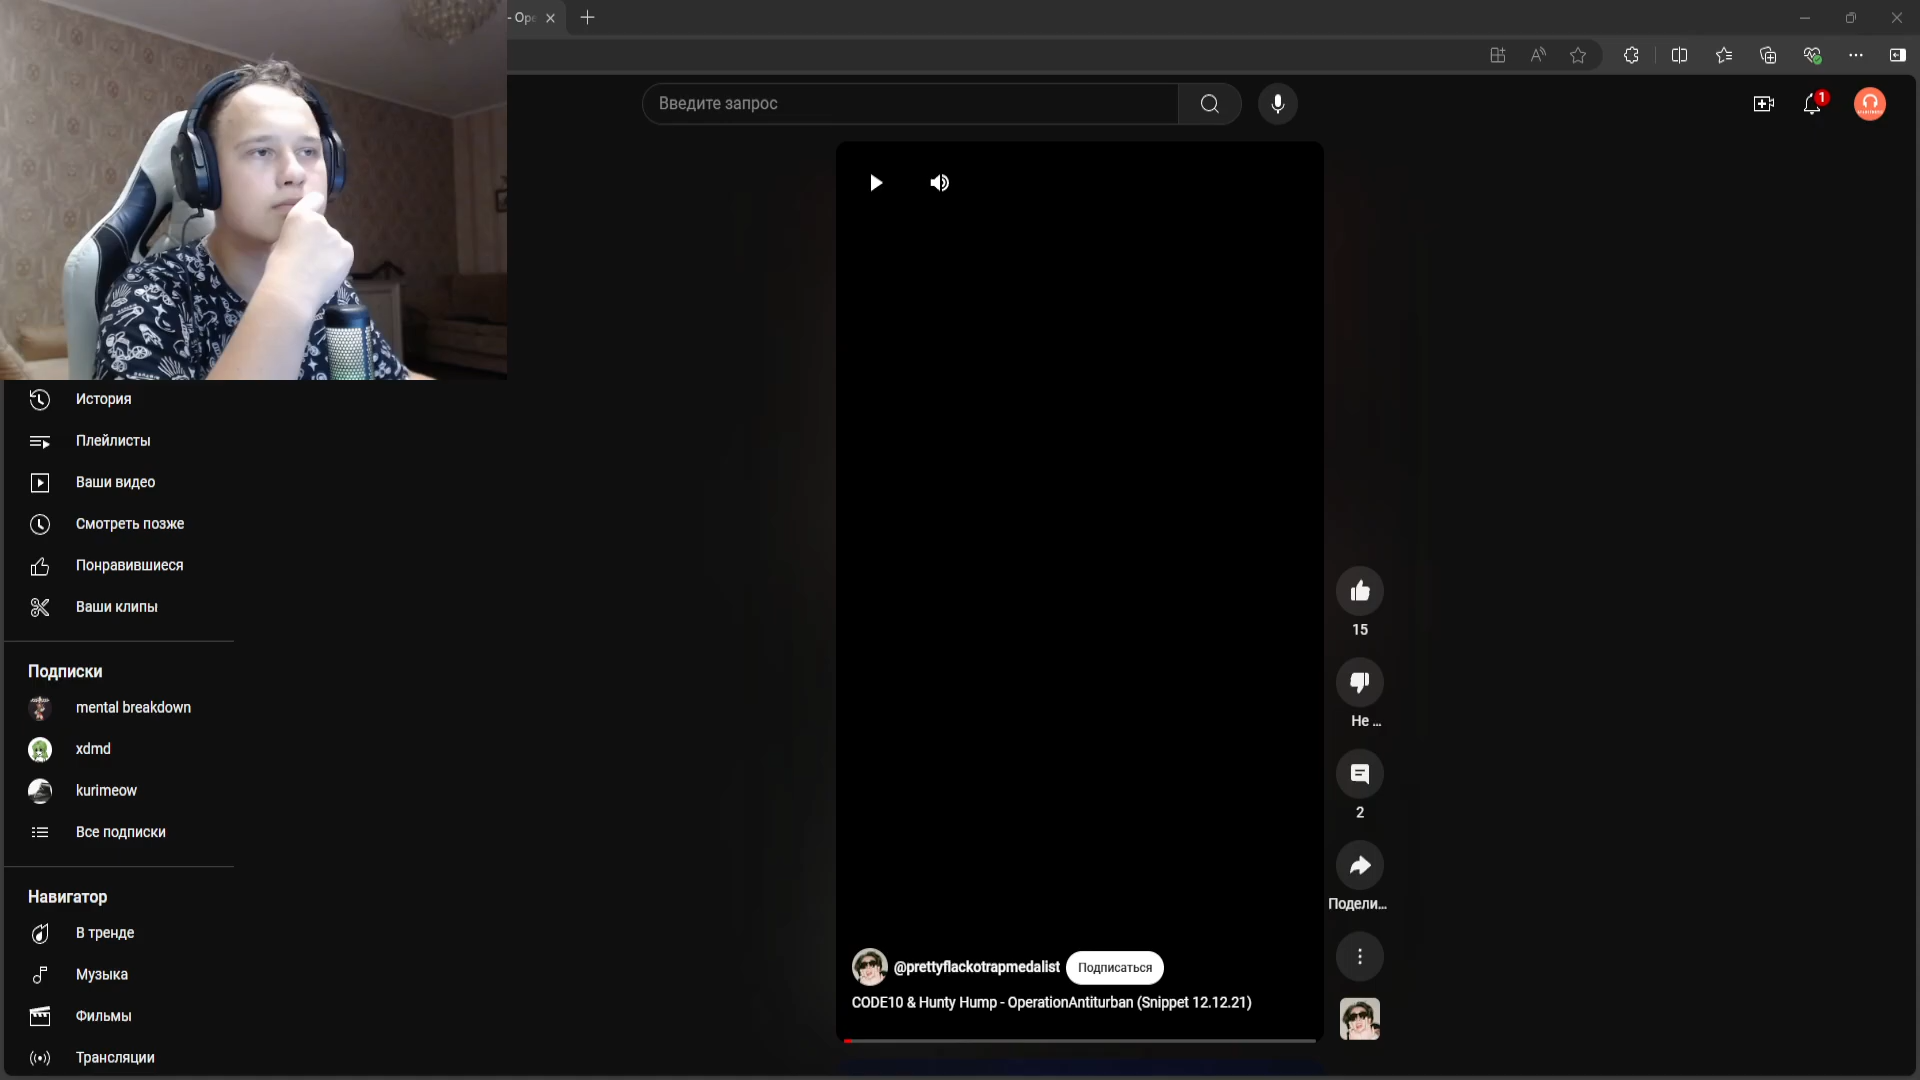 - Ope
Введите запрос
1
История
Плейлисты
Ваши видео
Смотреть позже
Понравившиеся
Ваши клипы
Подписки
mental breakdown
xdmd
kurimeow
Все подписки
Навигатор
В тренде
Музыка
Фильмы
Трансляции
15
Не ...
2
Подели...
@prettyflackotrapmedalist
Подписаться
CODE10 & Hunty Hump - OperationAntiturban (Snippet 12.12.21)